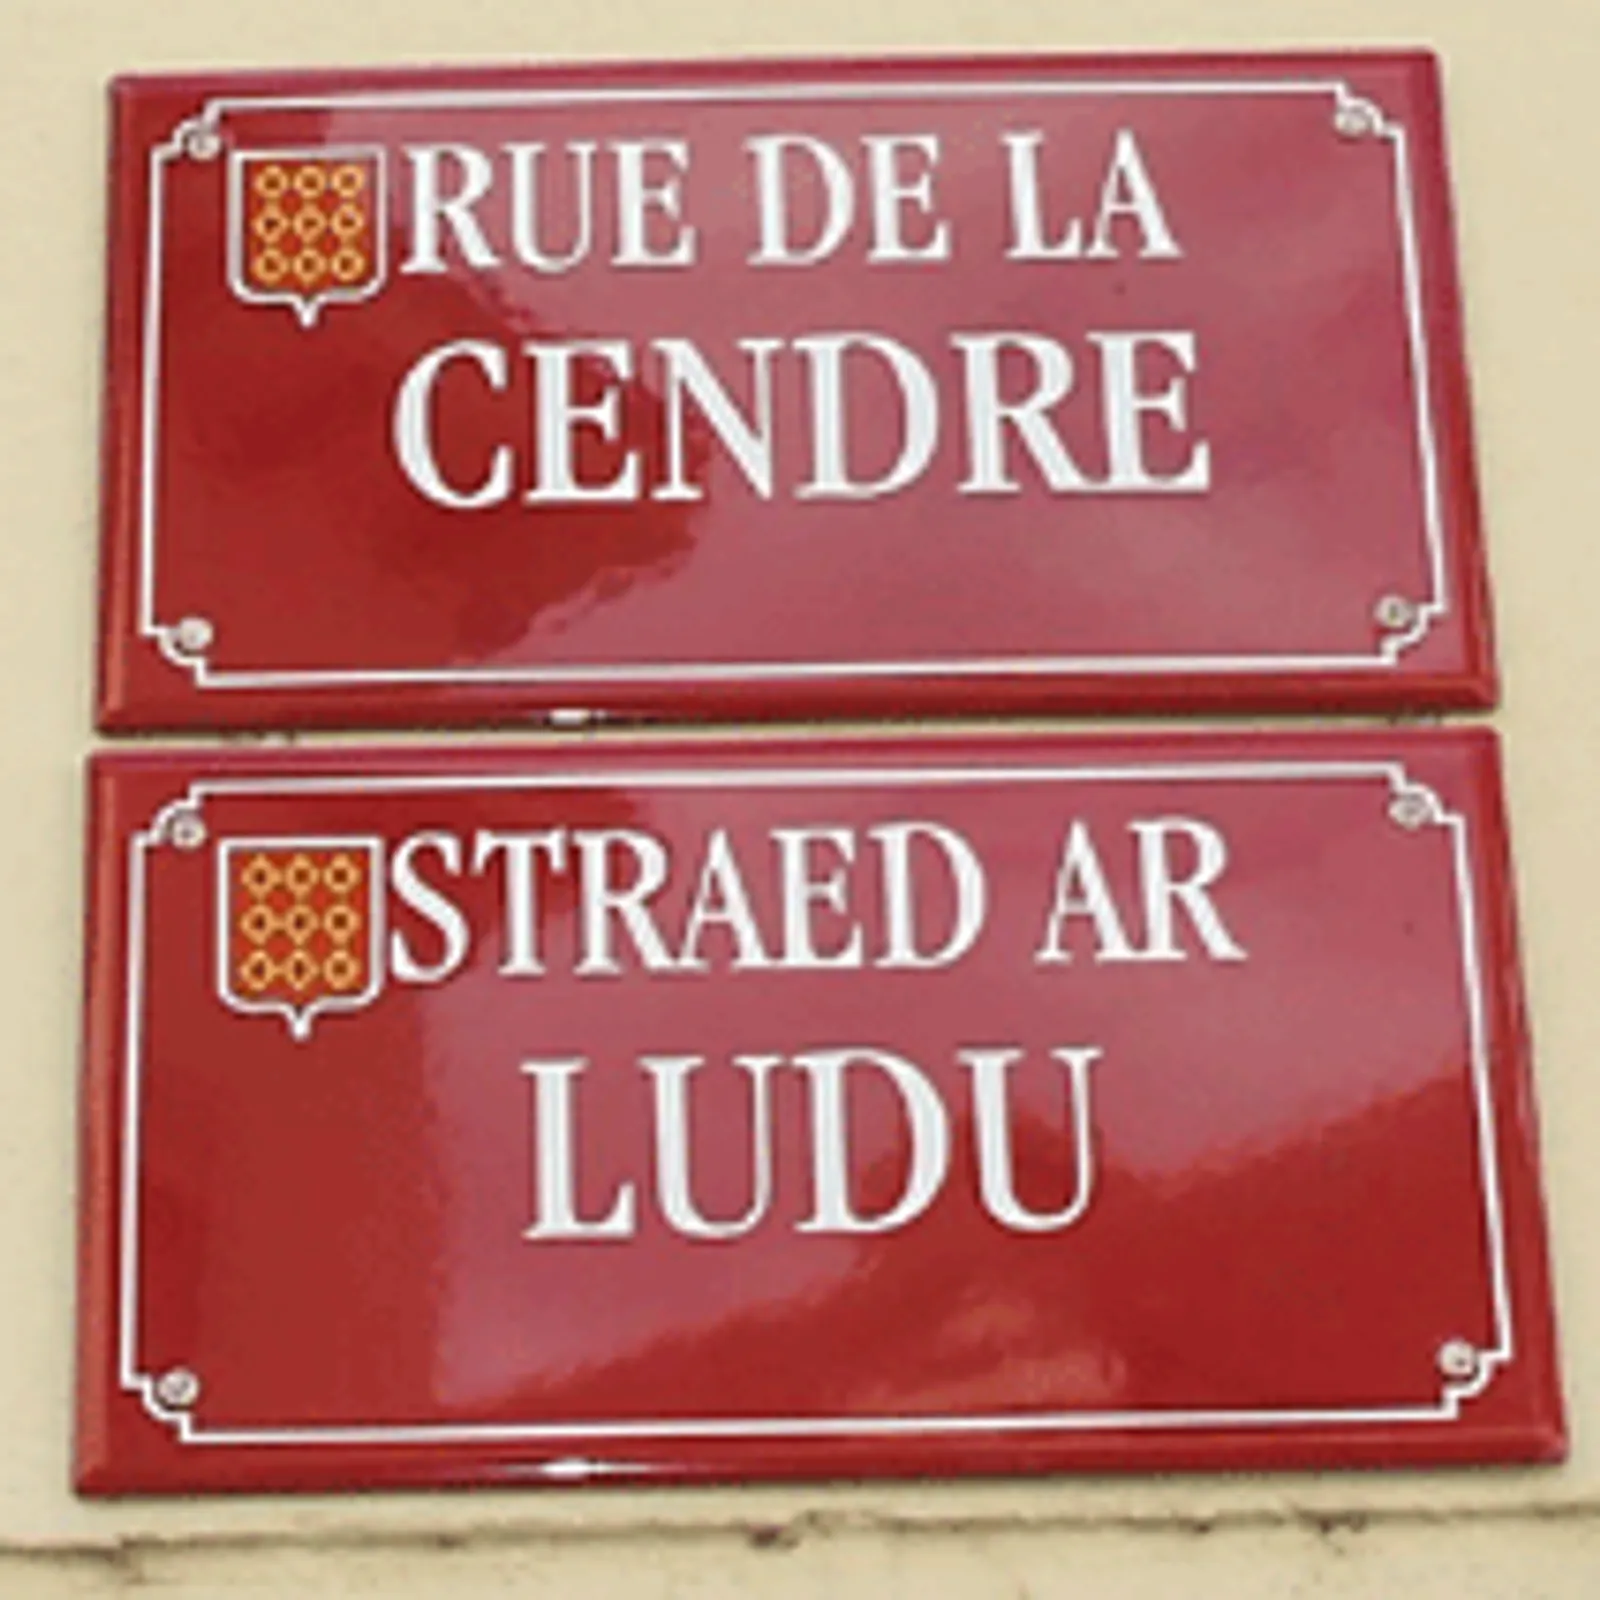 RUE DE LA
CENDRE
STRAED AR
LUDU